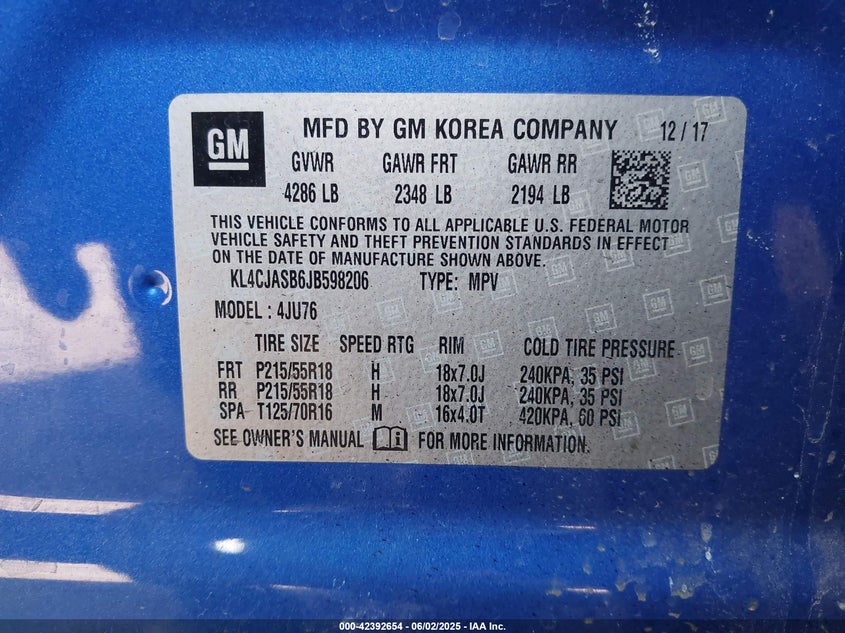 GM MFD BY GM KOREA COMPANY 12 / 17
GVWR GAWR FRT GAWR RR
4286 LB 2348 LB 2194 LB
THIS VEHICLE CONFORMS TO ALL APPLICABLE U.S. FEDERAL MOTOR
VEHICLE SAFETY AND THEFT PREVENTION STANDARDS IN EFFECT
ON THE DATE OF MANUFACTURE SHOWN ABOVE.
KL4CJASB6JB598206 TYPE: MPV
MODEL : 4JU76
TIRE SIZE SPEED RTG RIM COLD TIRE PRESSURE
FRT P215/55R18 H 18x7.0J 240KPA, 35 PSI
RR P215/55R18 H 18x7.0J 240KPA, 35 PSI
SPA T125/70R16 M 16x4.0T 420KPA, 60 PSI
SEE OWNER'S MANUAL FOR MORE INFORMATION.
000-42392654 - 06/02/2025 - IAA Inc.